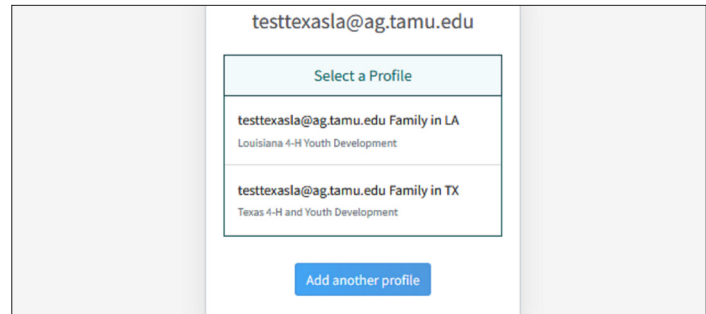 testtexasla@ag.tamu.edu
Select a Profile
testtexasla@ag.tamu.edu Family in LA
Louisiana 4-H Youth Development
testtexasla@ag.tamu.edu Family in TX
Texas 4-H and Youth Development
Add another profile